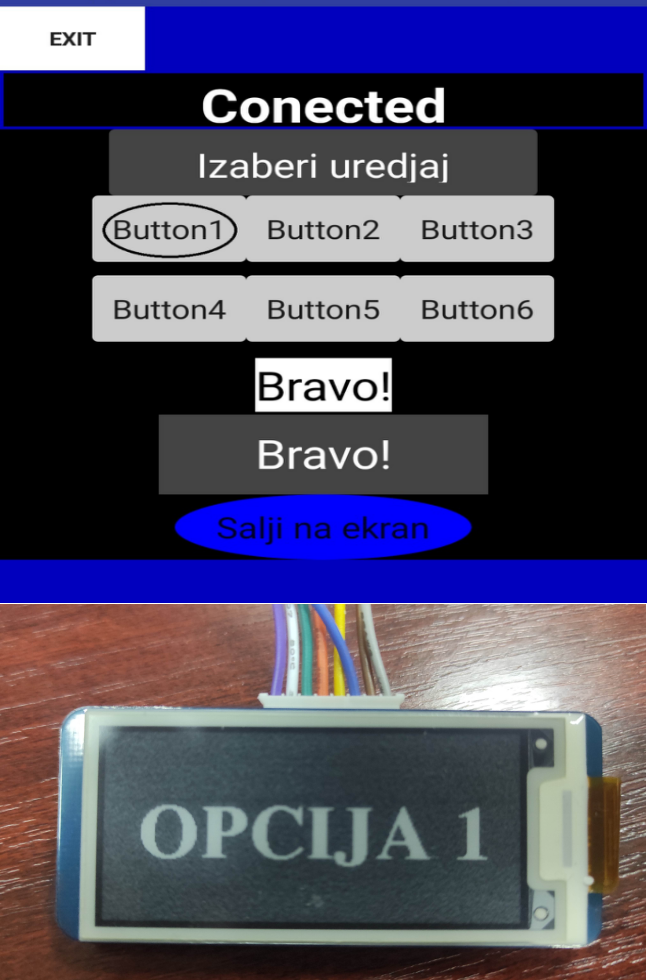 EXIT
Conected
Izaberi uredjaj
Button1 Button2 Button3
Button4 Button5 Button6
Bravo!
Bravo!
Salji na ekran
OPCIJA 1